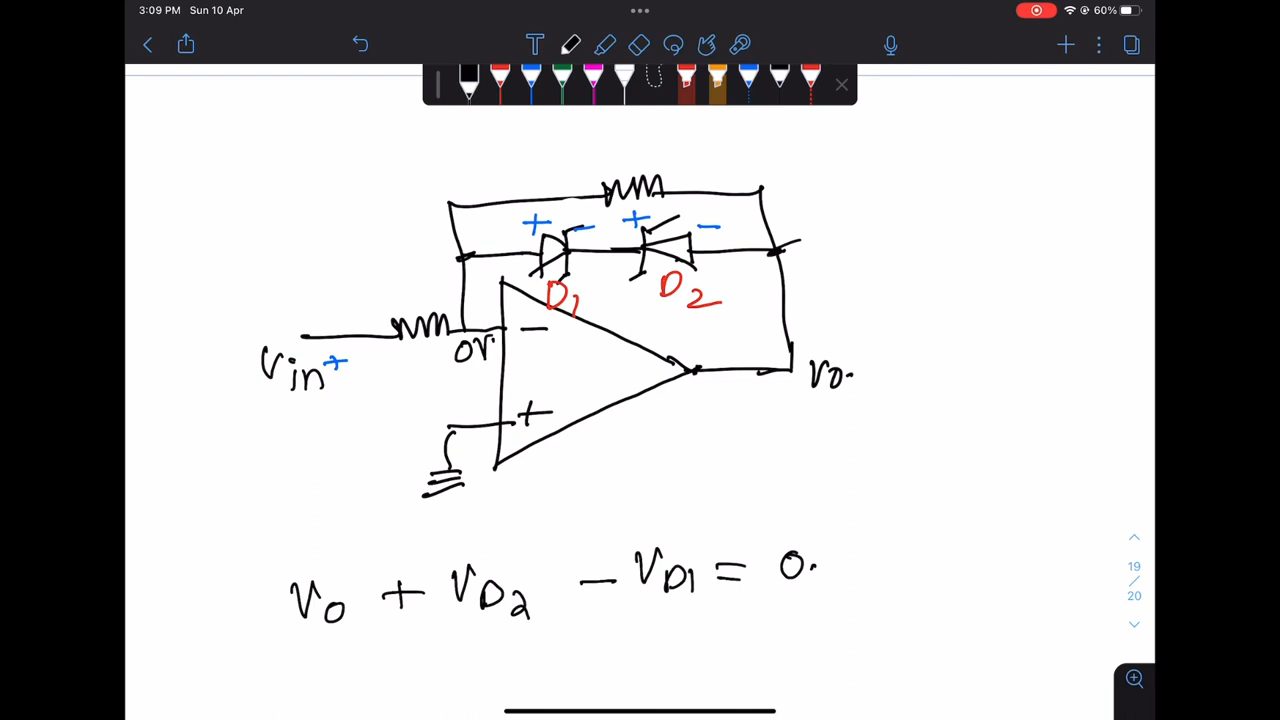 3:09 PM Sun 10 Apr
60%
T
+ - + -
D1 D2
-
0V.
Vin+
Vo.
+
19
/
20
Vo + VD2 - VD1 = 0.